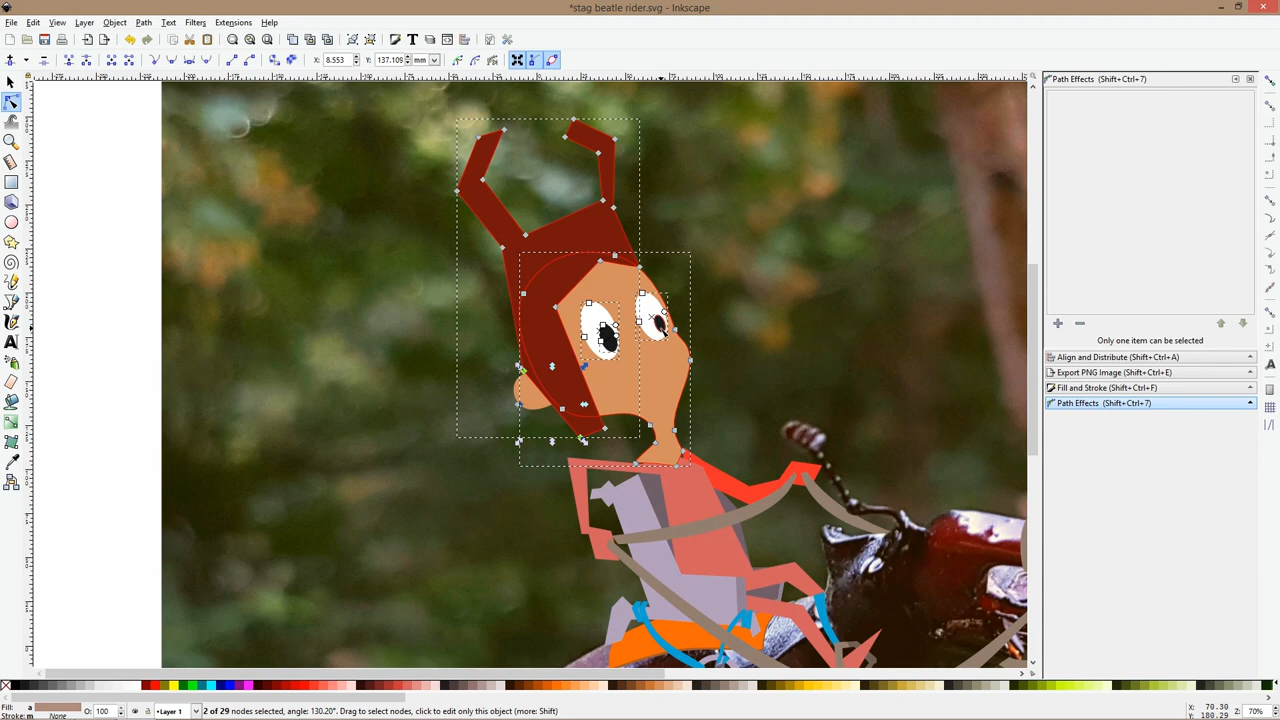 *stag beatle rider.svg - Inkscape
File Edit View Layer Object Path Text Filters Extensions Help
X: 8.553 Y: 137.109 mm
Path Effects (Shift+Ctrl+7)
Only one item can be selected
Align and Distribute (Shift+Ctrl+A)
Export PNG Image (Shift+Ctrl+E)
Fill and Stroke (Shift+Ctrl+F)
Path Effects (Shift+Ctrl+7)
Fill: a
Stroke: m None
O: 100
Layer 1
2 of 29 nodes selected, angle: 130.20°. Drag to select nodes, click to edit only this object (more: Shift)
X: 70.30
Y: 180.29
Z: 70%